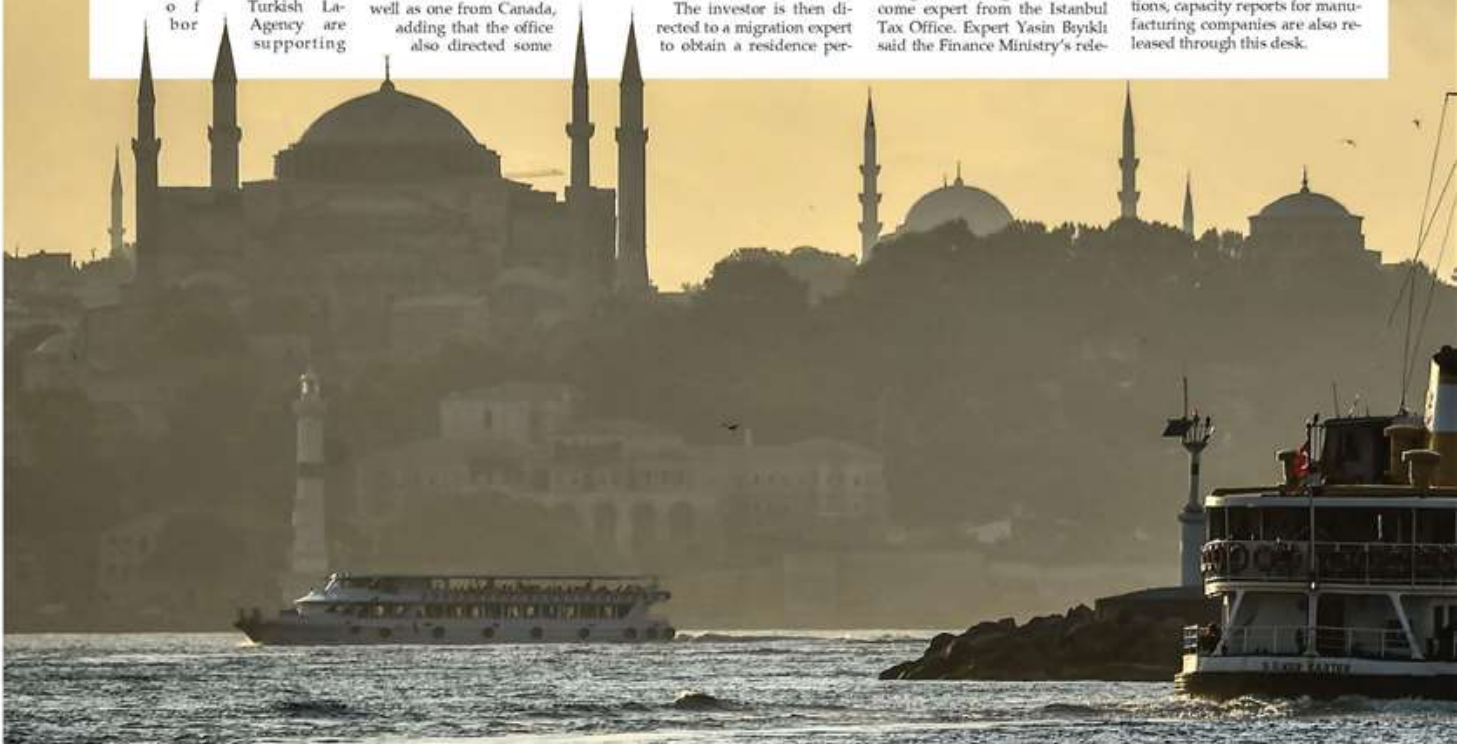 o f Turkish La-
bor Agency are
supporting
well as one from Canada,
adding that the office
also directed some
The investor is then di-
rected to a migration expert
to obtain a residence per-
come expert from the Istanbul
Tax Office. Expert Yasin Bıyıklı
said the Finance Ministry's rele-
tions, capacity reports for manu-
facturing companies are also re-
leased through this desk.